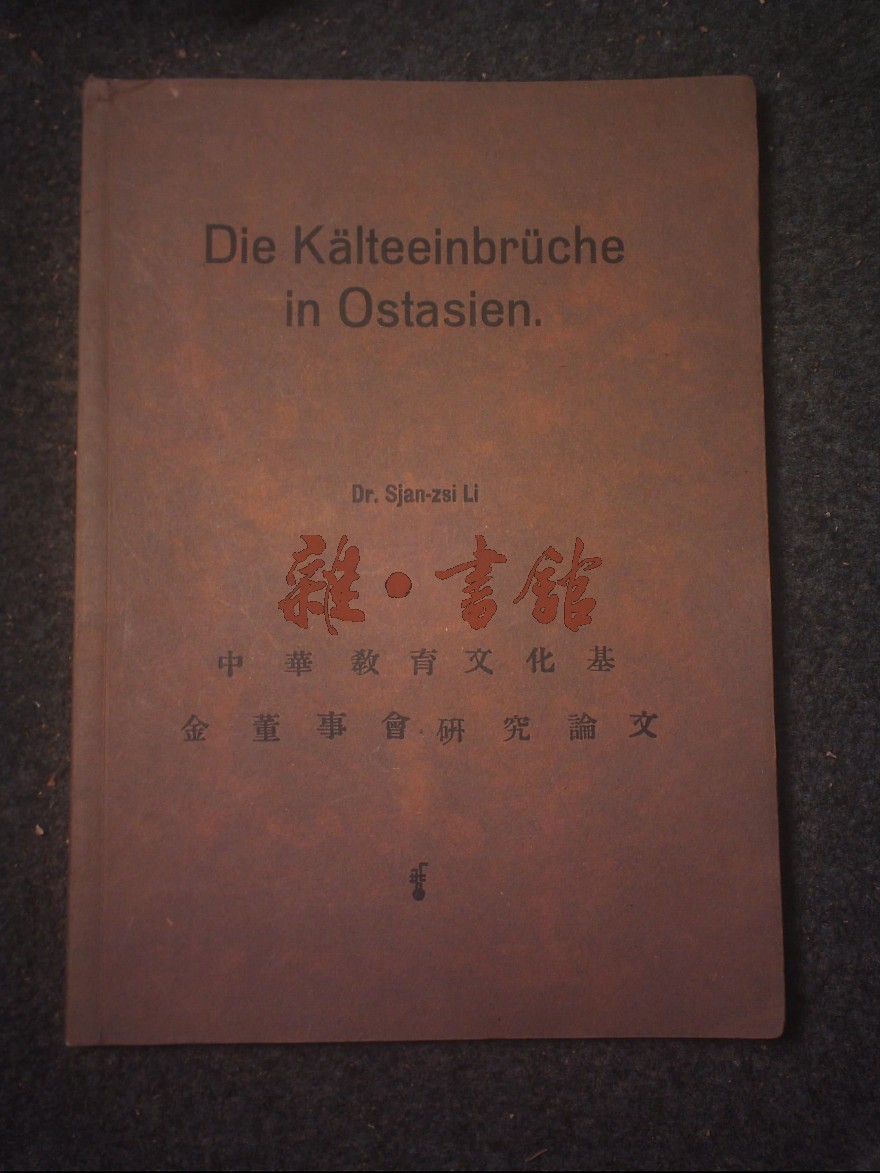 Die Kälteeinbrüche
in Ostasien.
Dr. Sjan-zsi Li
雜·書館
中華教育文化基
金董事會研究論文